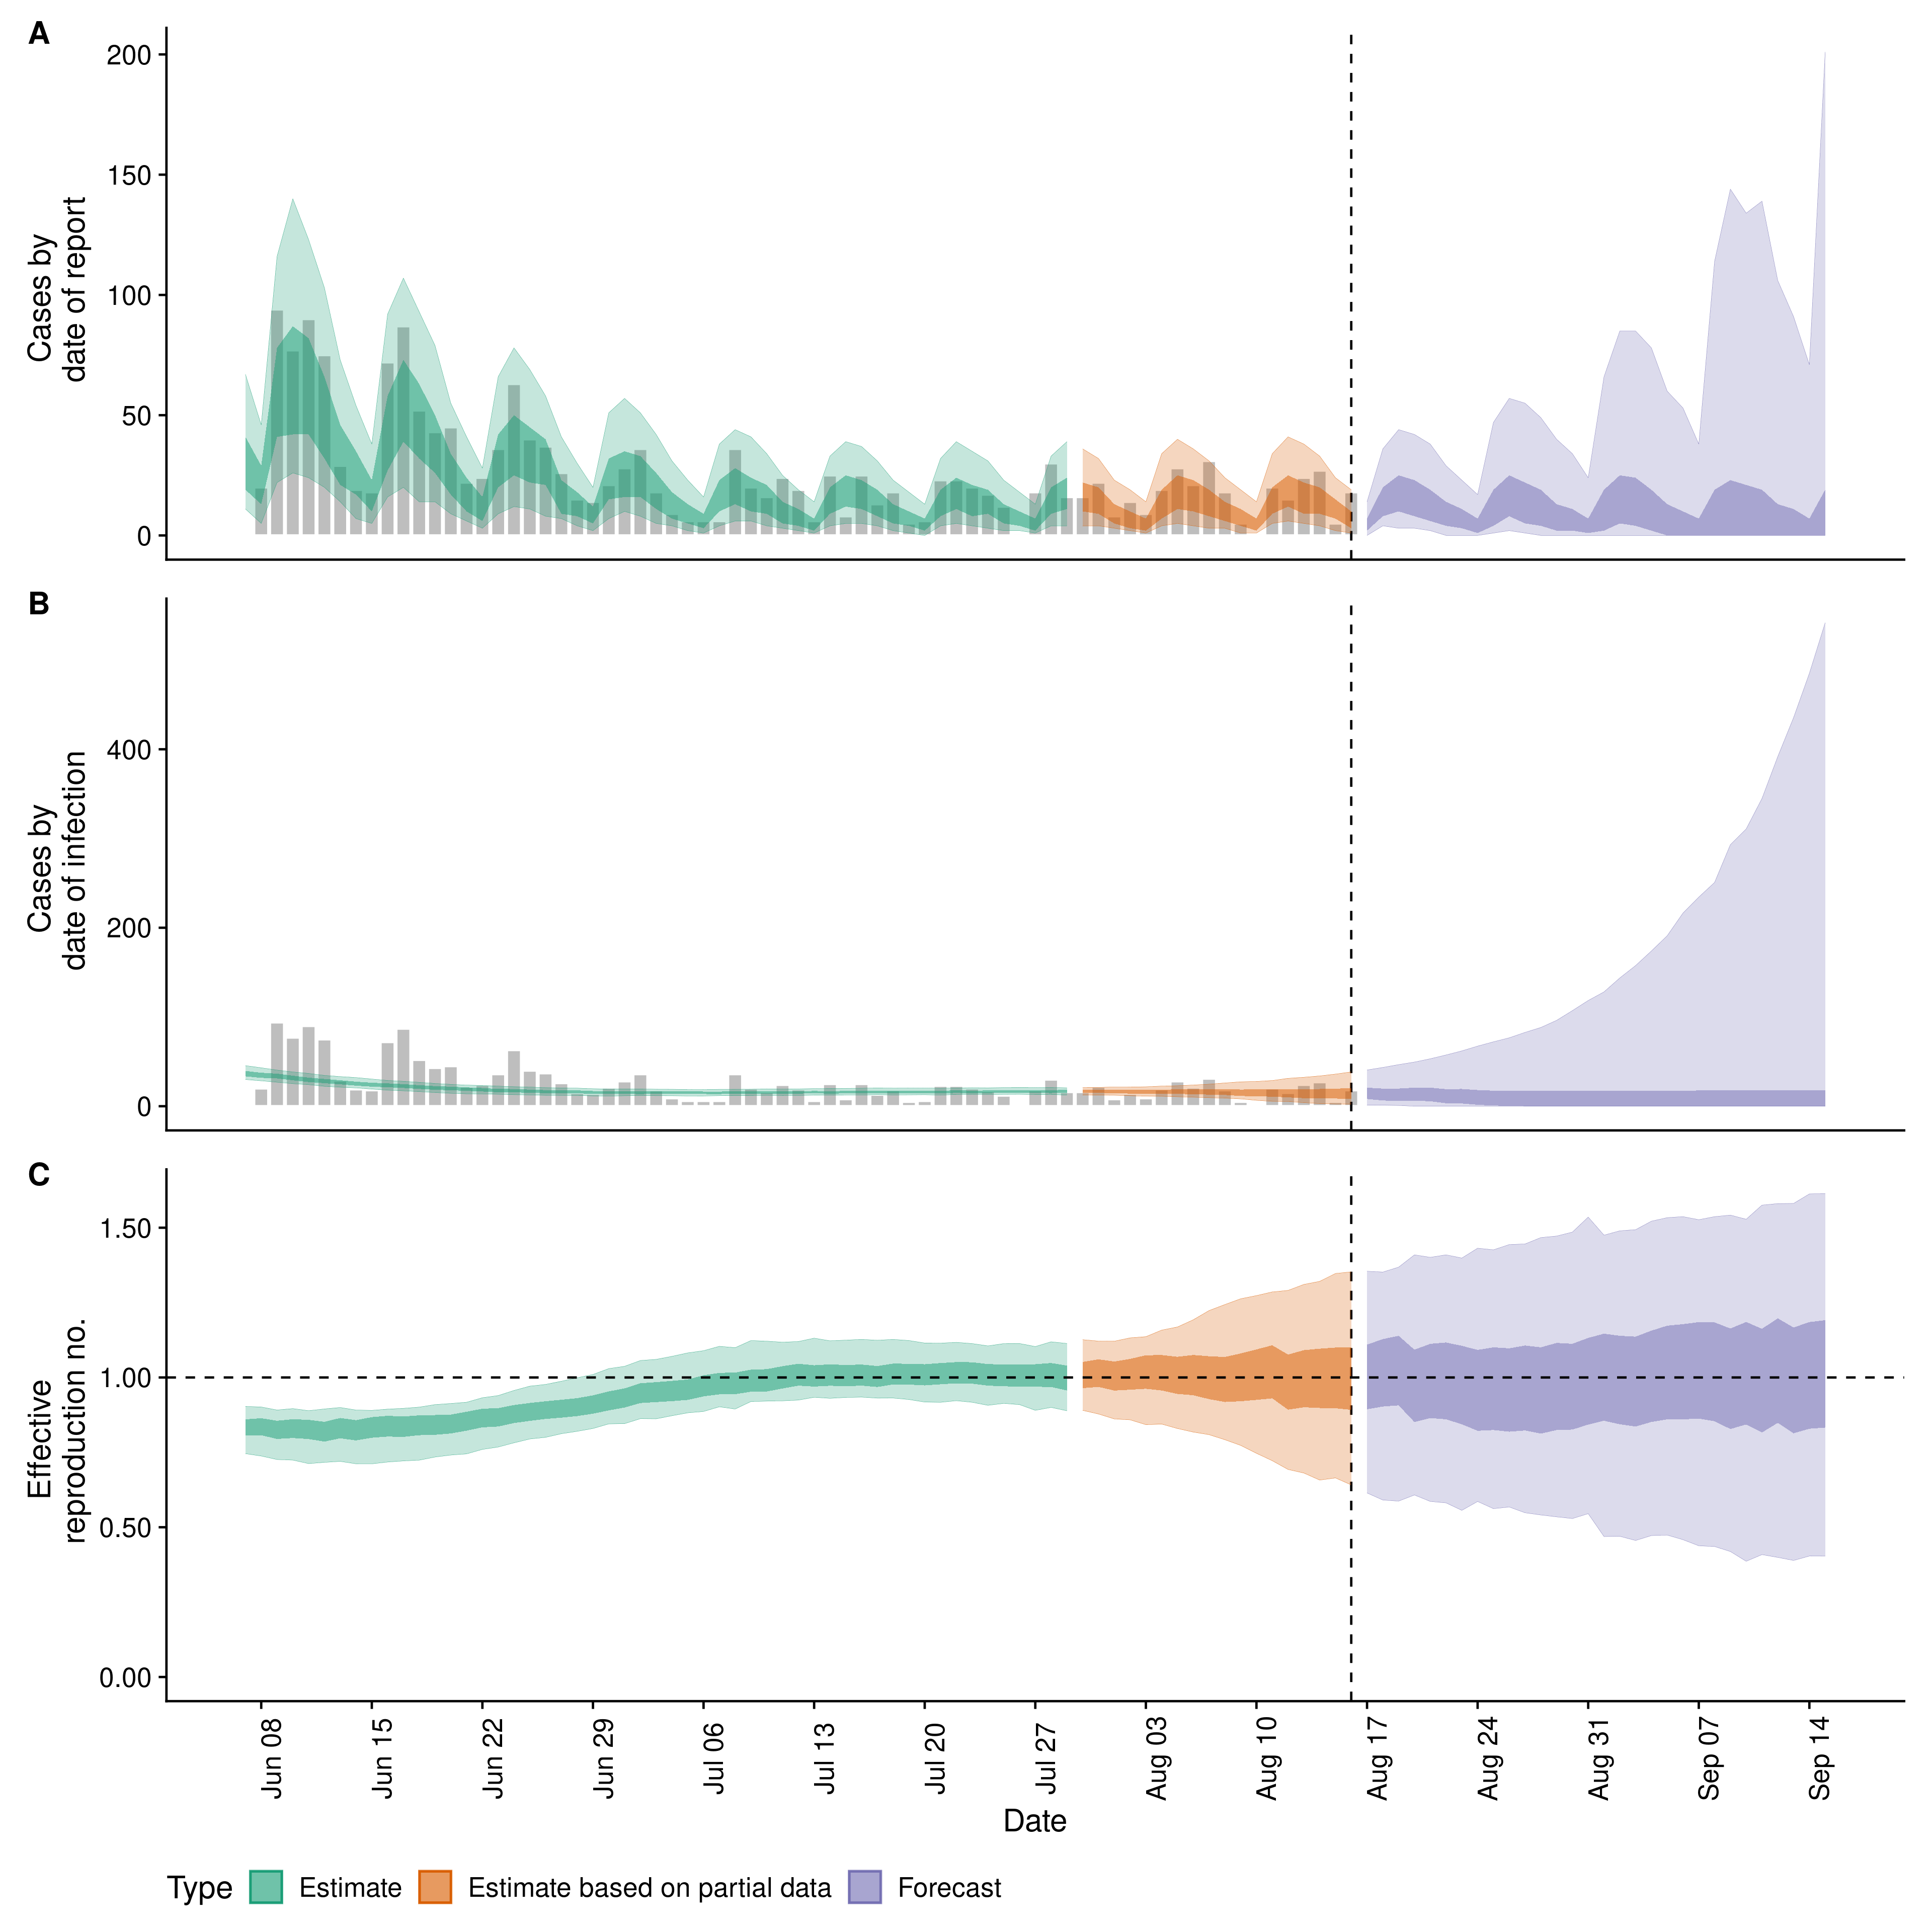 A
200
150
100
50
0
Cases by
date of report
B
400
200
0
Cases by
date of infection
C
1.50
1.00
0.50
0.00
Effective
reproduction no.
Jun 08
Jun 15
Jun 22
Jun 29
Jul 06
Jul 13
Jul 20
Jul 27
Aug 03
Aug 10
Aug 17
Aug 24
Aug 31
Sep 07
Sep 14
Date
Type
Estimate
Estimate based on partial data
Forecast